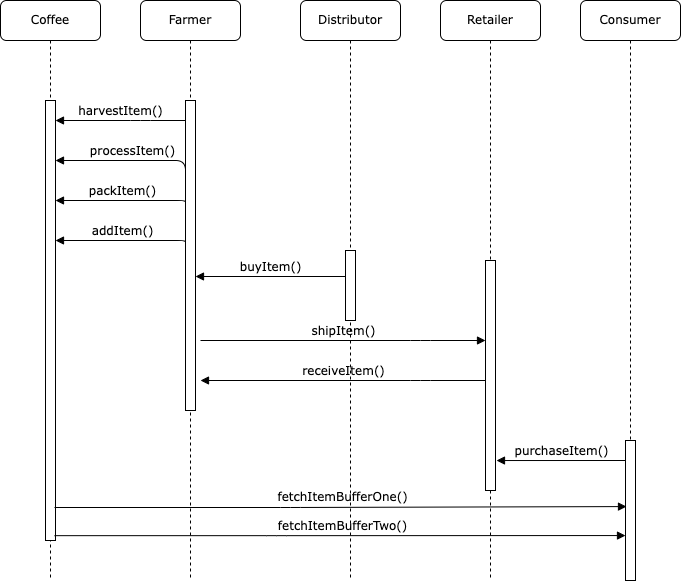 Coffee
Farmer
Distributor
Retailer
Consumer
harvestItem()
processItem()
packItem()
addItem()
buyItem()
shipItem()
receiveItem()
purchaseItem()
fetchItemBufferOne()
fetchItemBufferTwo()